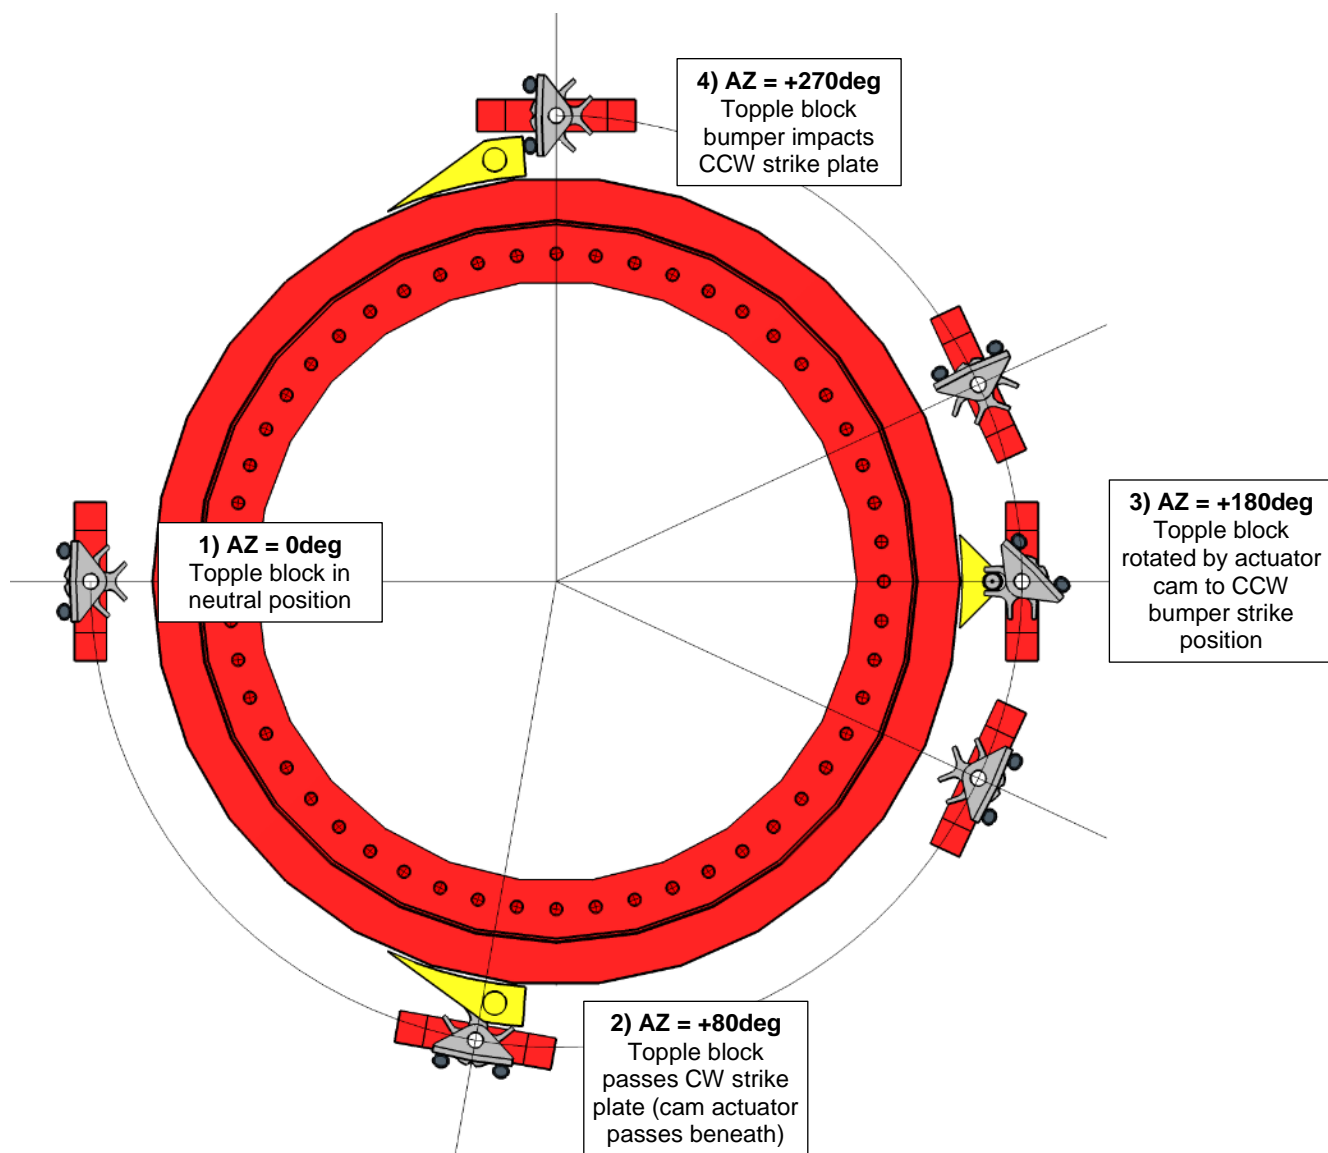 4) AZ = +270deg
Topple block
bumper impacts
CCW strike plate
1) AZ = 0deg
Topple block in
neutral position
3) AZ = +180deg
Topple block
rotated by actuator
cam to CCW
bumper strike
position
2) AZ = +80deg
Topple block
passes CW strike
plate (cam actuator
passes beneath)